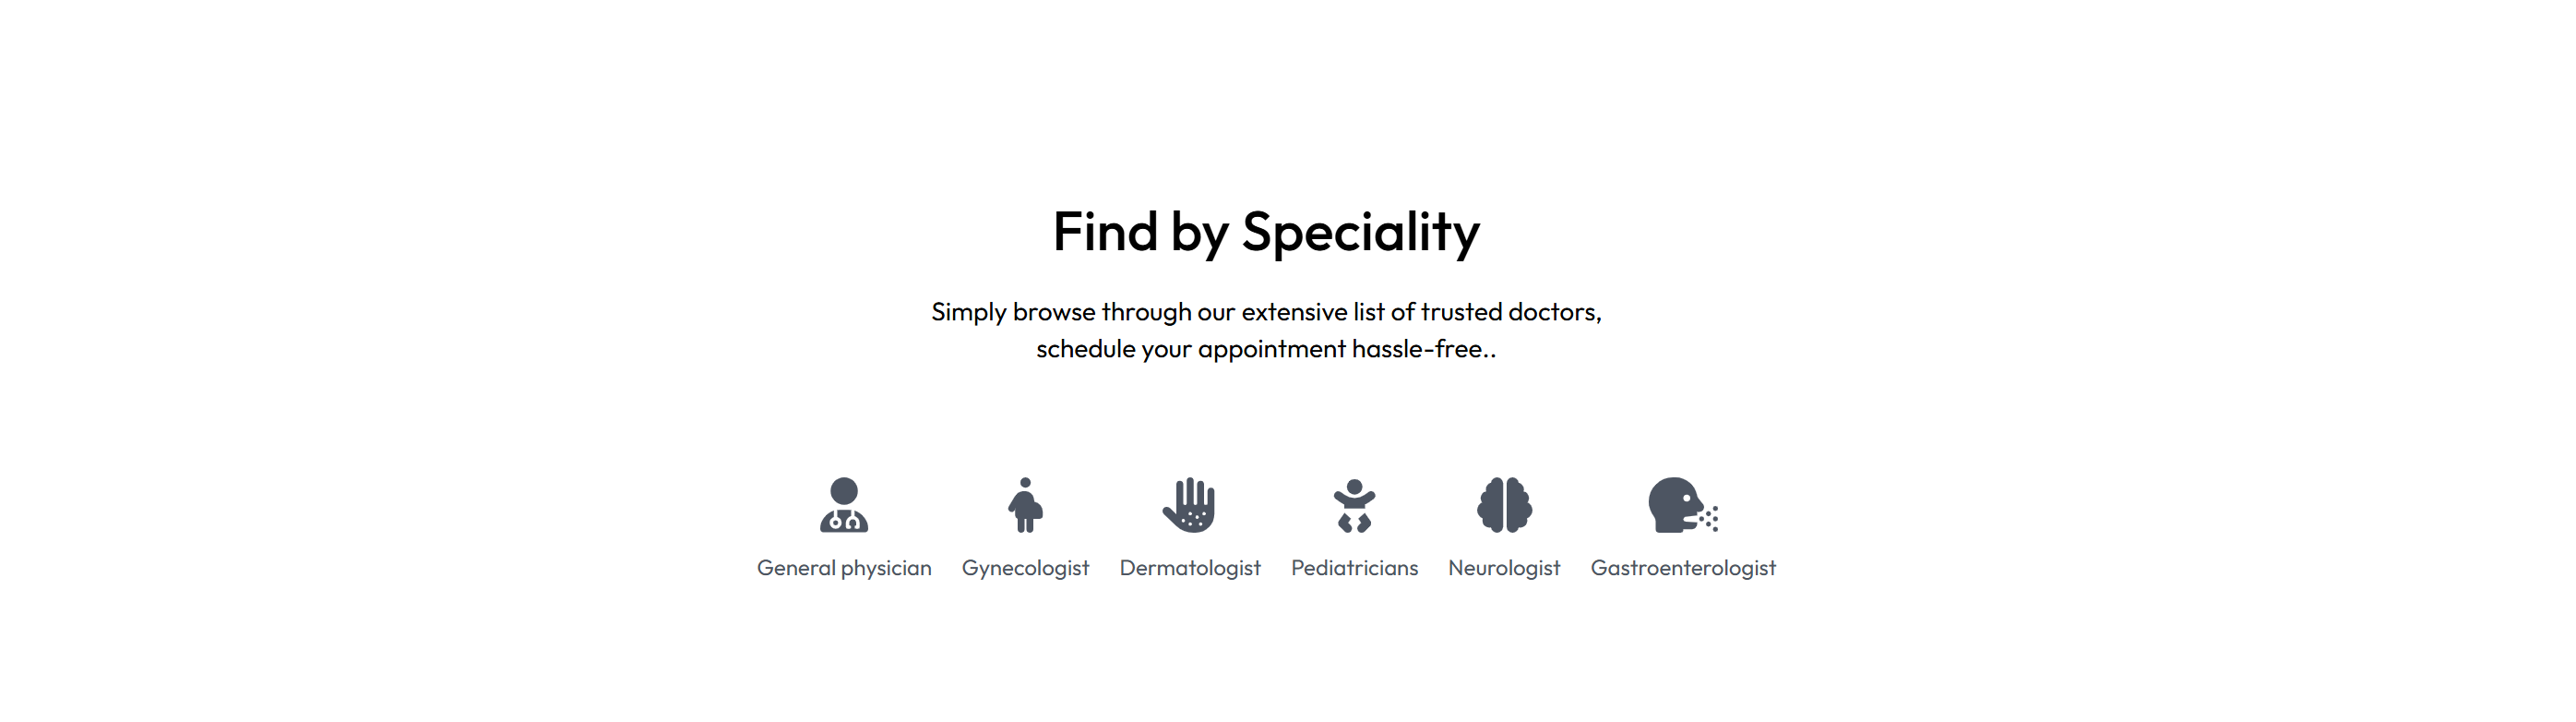 Find by Speciality
Simply browse through our extensive list of trusted doctors,
schedule your appointment hassle-free..
General physician
Gynecologist
Dermatologist
Pediatricians
Neurologist
Gastroenterologist